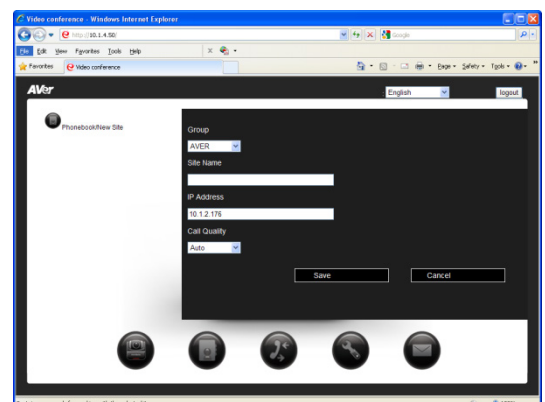 Video conference - Windows Internet Explorer
http://10.1.4.50/
Google
File Edit View Favorites Tools Help
Favorites Video conference
Page Safety Tools
AVer
English logout
Phonebook/New Site
Group
AVER
Site Name
IP Address
10.1.2.176
Call Quality
Auto
Save Cancel